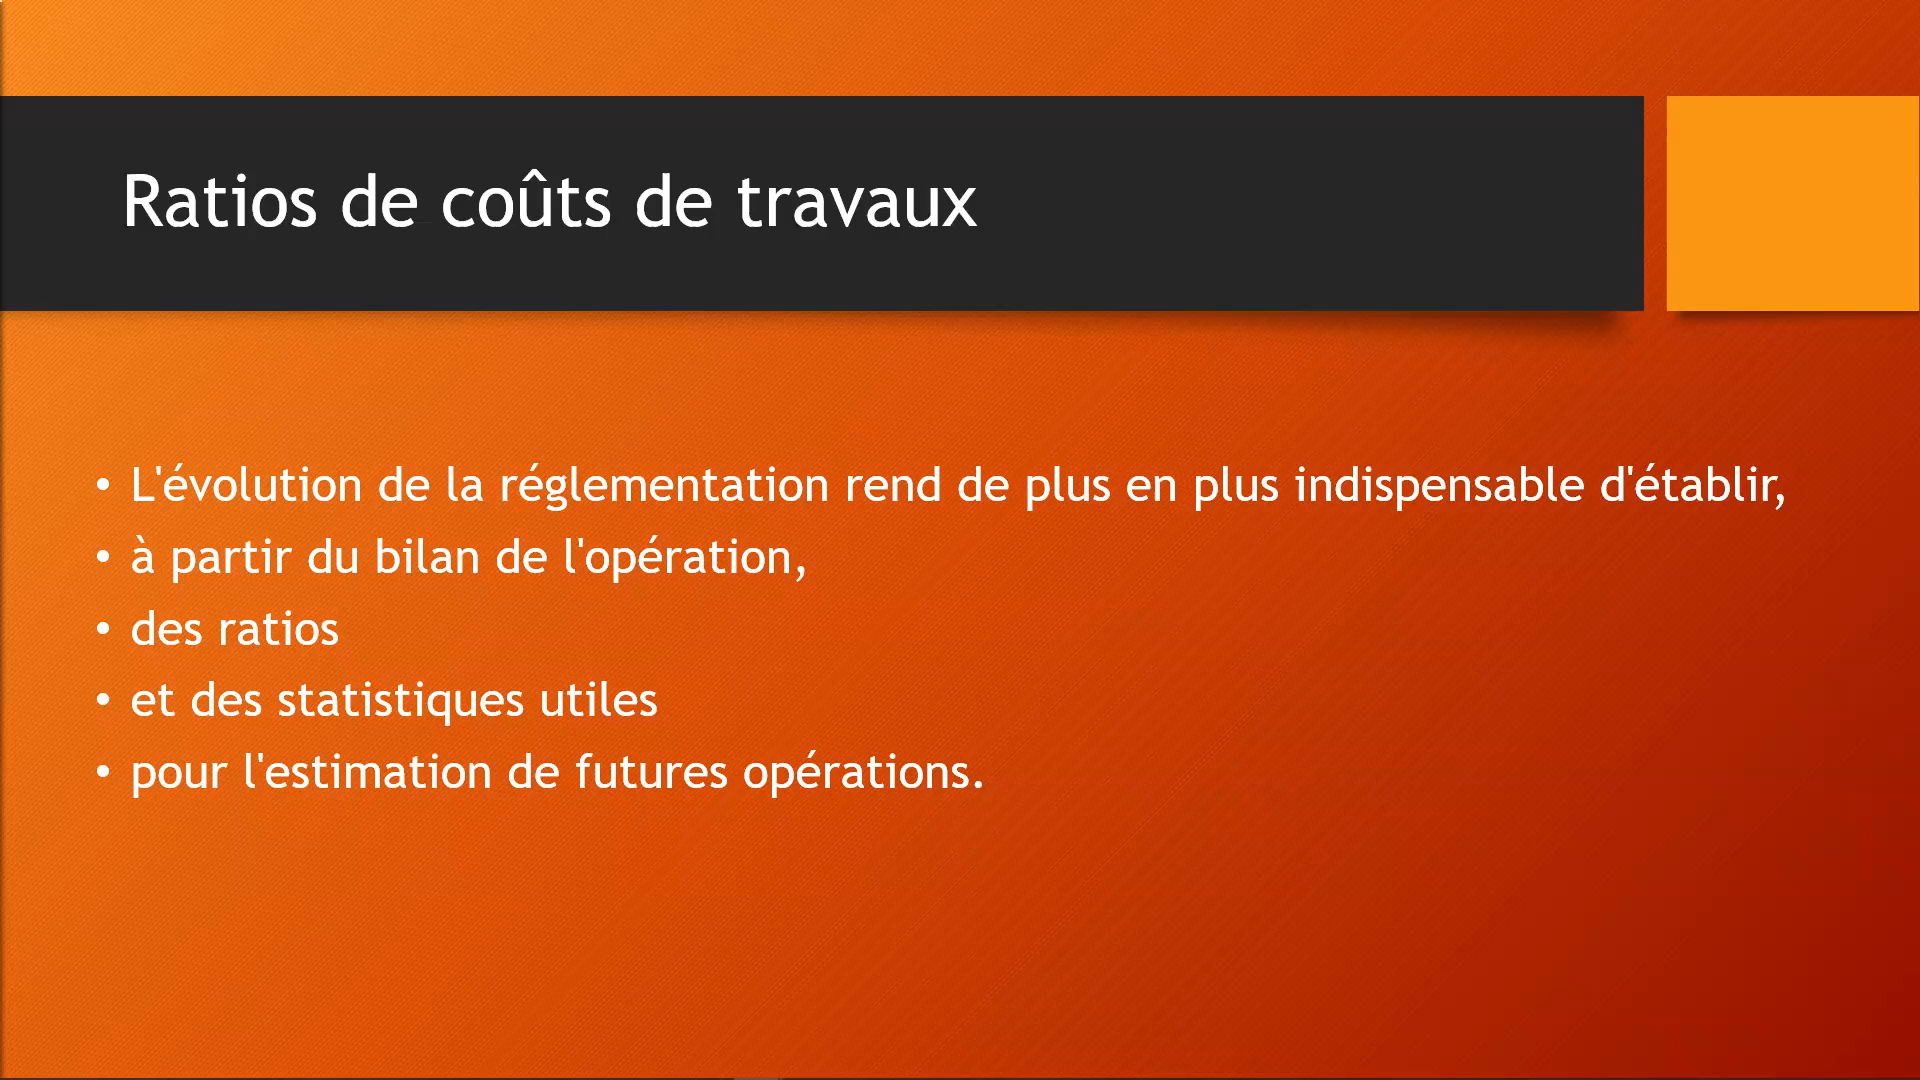 Ratios de coûts de travaux
• L'évolution de la réglementation rend de plus en plus indispensable d'établir,
• à partir du bilan de l'opération,
• des ratios
• et des statistiques utiles
• pour l'estimation de futures opérations.